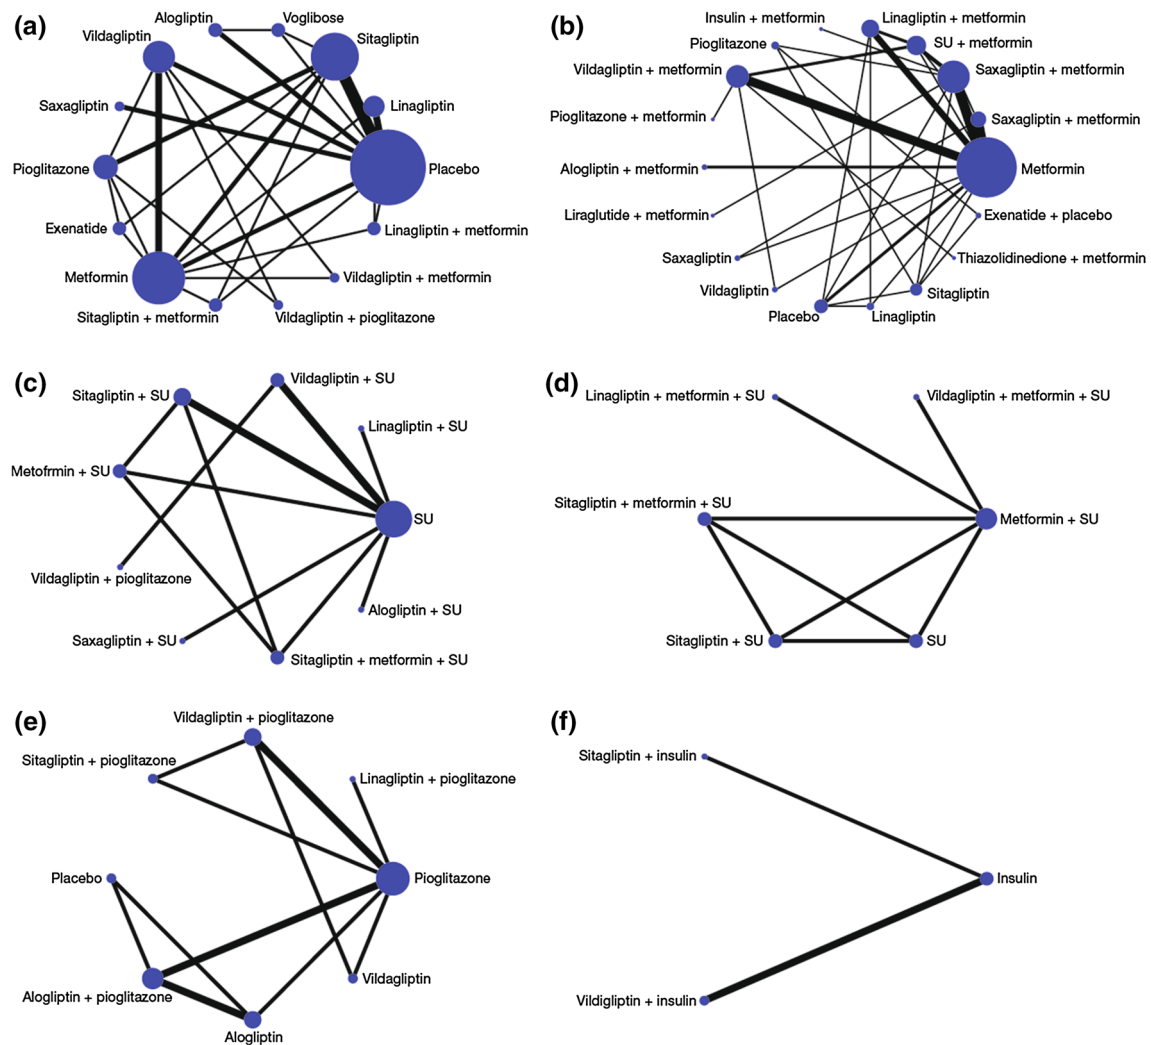 (a)
Alogliptin
Voglibose
Vildagliptin
Sitagliptin
Saxagliptin
Linagliptin
Pioglitazone
Placebo
Exenatide
Linagliptin + metformin
Metformin
Vildagliptin + metformin
Sitagliptin + metformin
Vildagliptin + pioglitazone
(b)
Insulin + metformin
Linagliptin + metformin
Pioglitazone
SU + metformin
Vildagliptin + metformin
Saxagliptin + metformin
Pioglitazone + metformin
Saxagliptin + metformin
Alogliptin + metformin
Metformin
Liraglutide + metformin
Exenatide + placebo
Saxagliptin
Thiazolidinedione + metformin
Vildagliptin
Sitagliptin
Placebo
Linagliptin
(c)
Vildagliptin + SU
Sitagliptin + SU
Linagliptin + SU
Metofrmin + SU
SU
Vildagliptin + pioglitazone
Alogliptin + SU
Saxagliptin + SU
Sitagliptin + metformin + SU
(d)
Linagliptin + metformin + SU
Vildagliptin + metformin + SU
Sitagliptin + metformin + SU
Metformin + SU
Sitagliptin + SU
SU
(e)
Vildagliptin + pioglitazone
Sitagliptin + pioglitazone
Linagliptin + pioglitazone
Placebo
Pioglitazone
Alogliptin + pioglitazone
Vildagliptin
Alogliptin
(f)
Sitagliptin + insulin
Insulin
Vildigliptin + insulin